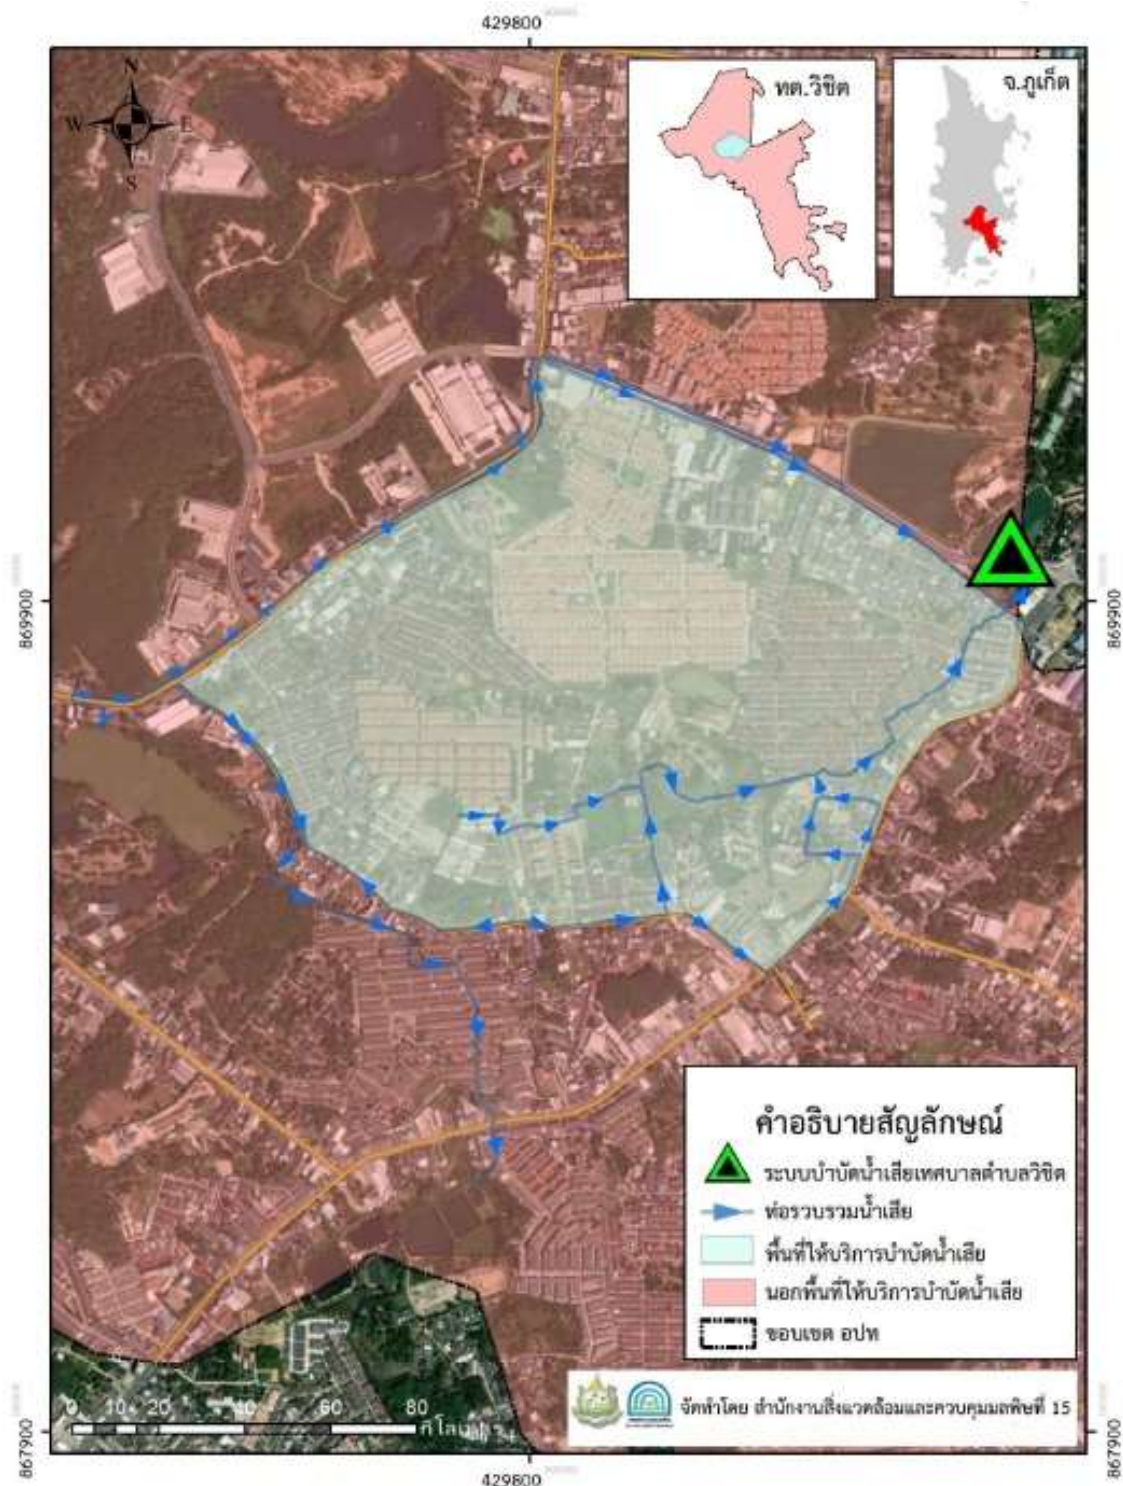 429800
N
W
E
S
ทต.วิชิต
จ.ภูเก็ต
869900
869900
คำอธิบายสัญลักษณ์
ระบบบำบัดน้ำเสียเทศบาลตำบลวิชิต
ท่อรวบรวมน้ำเสีย
พื้นที่ให้บริการบำบัดน้ำเสีย
นอกพื้นที่ให้บริการบำบัดน้ำเสีย
ขอบเขต อปท
จัดทำโดย สำนักงานสิ่งแวดล้อมและควบคุมมลพิษที่ 15
0 10 20 40 60 80
867900
867900
429800